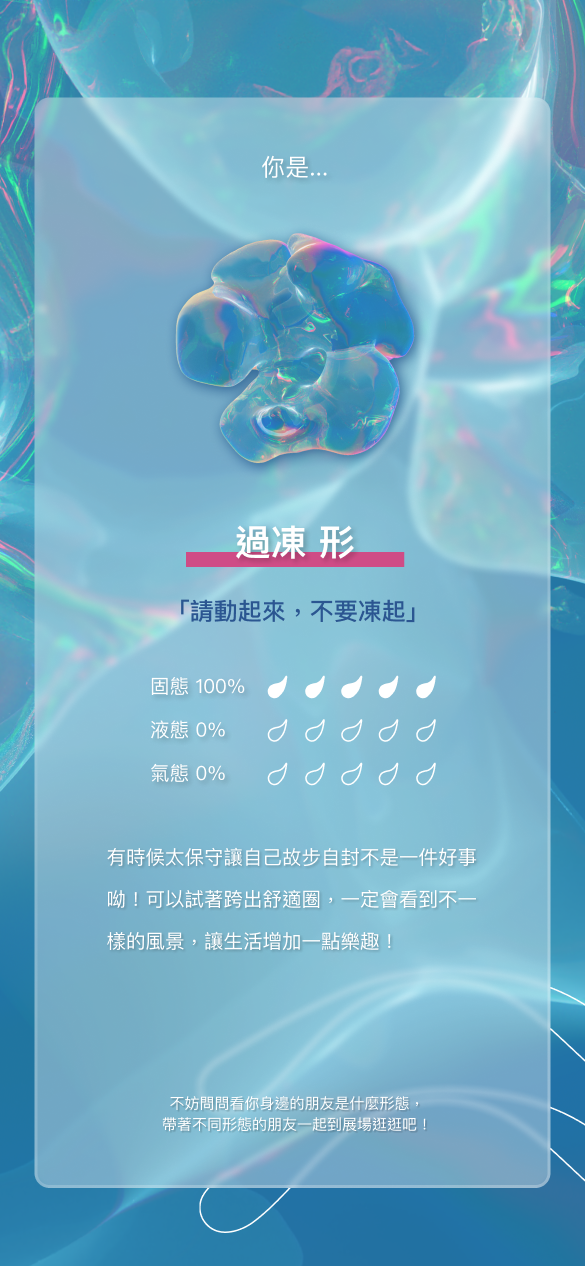 你是...
過凍 形
「請動起來，不要凍起」
固態 100%
液態 0%
氣態 0%
有時候太保守讓自己故步自封不是一件好事
呦！可以試著跨出舒適圈，一定會看到不一
樣的風景，讓生活增加一點樂趣！
不妨問問看你身邊的朋友是什麼形態，
帶著不同形態的朋友一起到展場逛逛吧！